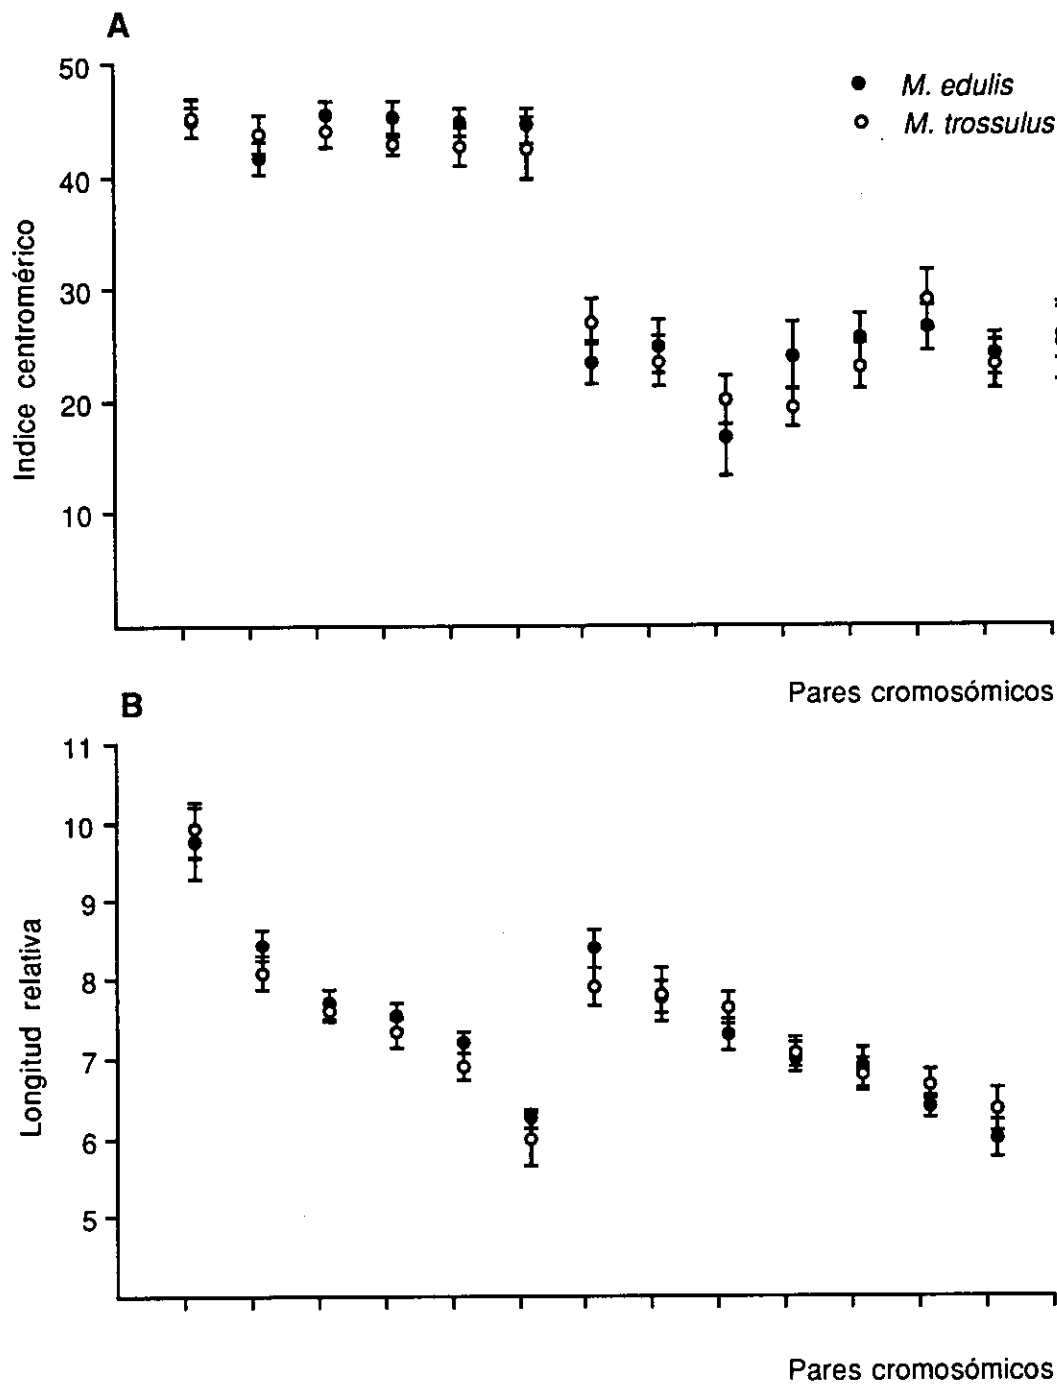 A
50
40
30
20
10
Indice centromérico
M. edulis
M. trossulus
Pares cromosómicos
B
11
10
9
8
7
6
5
Longitud relativa
Pares cromosómicos